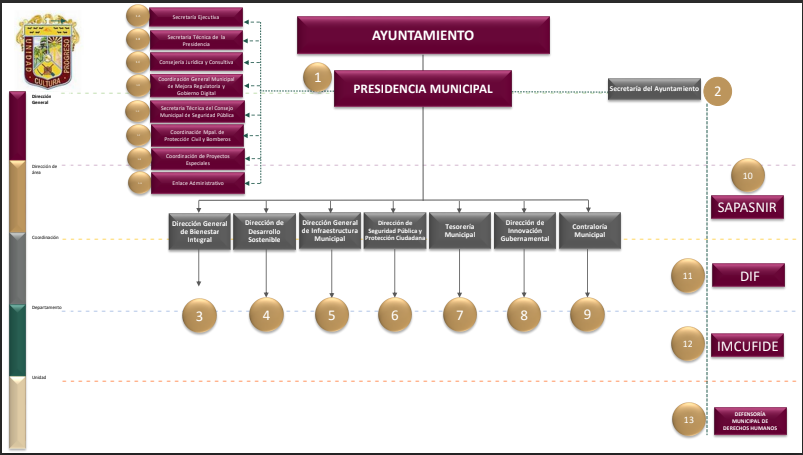 UNIDAD
CULTURA
PROGRESO
Secretaría Ejecutiva
Secretaría Técnica de la
Presidencia
Consejería Jurídica y Consultiva
Coordinación General Municipal
de Mejora Regulatoria y
Gobierno Digital
Secretaría Técnica del Consejo
Municipal de Seguridad Pública
Coordinación Mpal. de
Protección Civil y Bomberos
Coordinación de Proyectos
Especiales
Enlace Administrativo
AYUNTAMIENTO
1
PRESIDENCIA MUNICIPAL
Secretaría del Ayuntamiento
2
Dirección
General
Dirección de
área
Coordinación
Departamento
Unidad
Dirección General
de Bienestar
Integral
Dirección de
Desarrollo
Sostenible
Dirección General
de Infraestructura
Municipal
Dirección de
Seguridad Pública y
Protección Ciudadana
Tesorería
Municipal
Dirección de
Innovación
Gubernamental
Contraloría
Municipal
3
4
5
6
7
8
9
10
SAPASNIR
11
DIF
12
IMCUFIDE
13
DEFENSORÍA
MUNICIPAL DE
DERECHOS HUMANOS